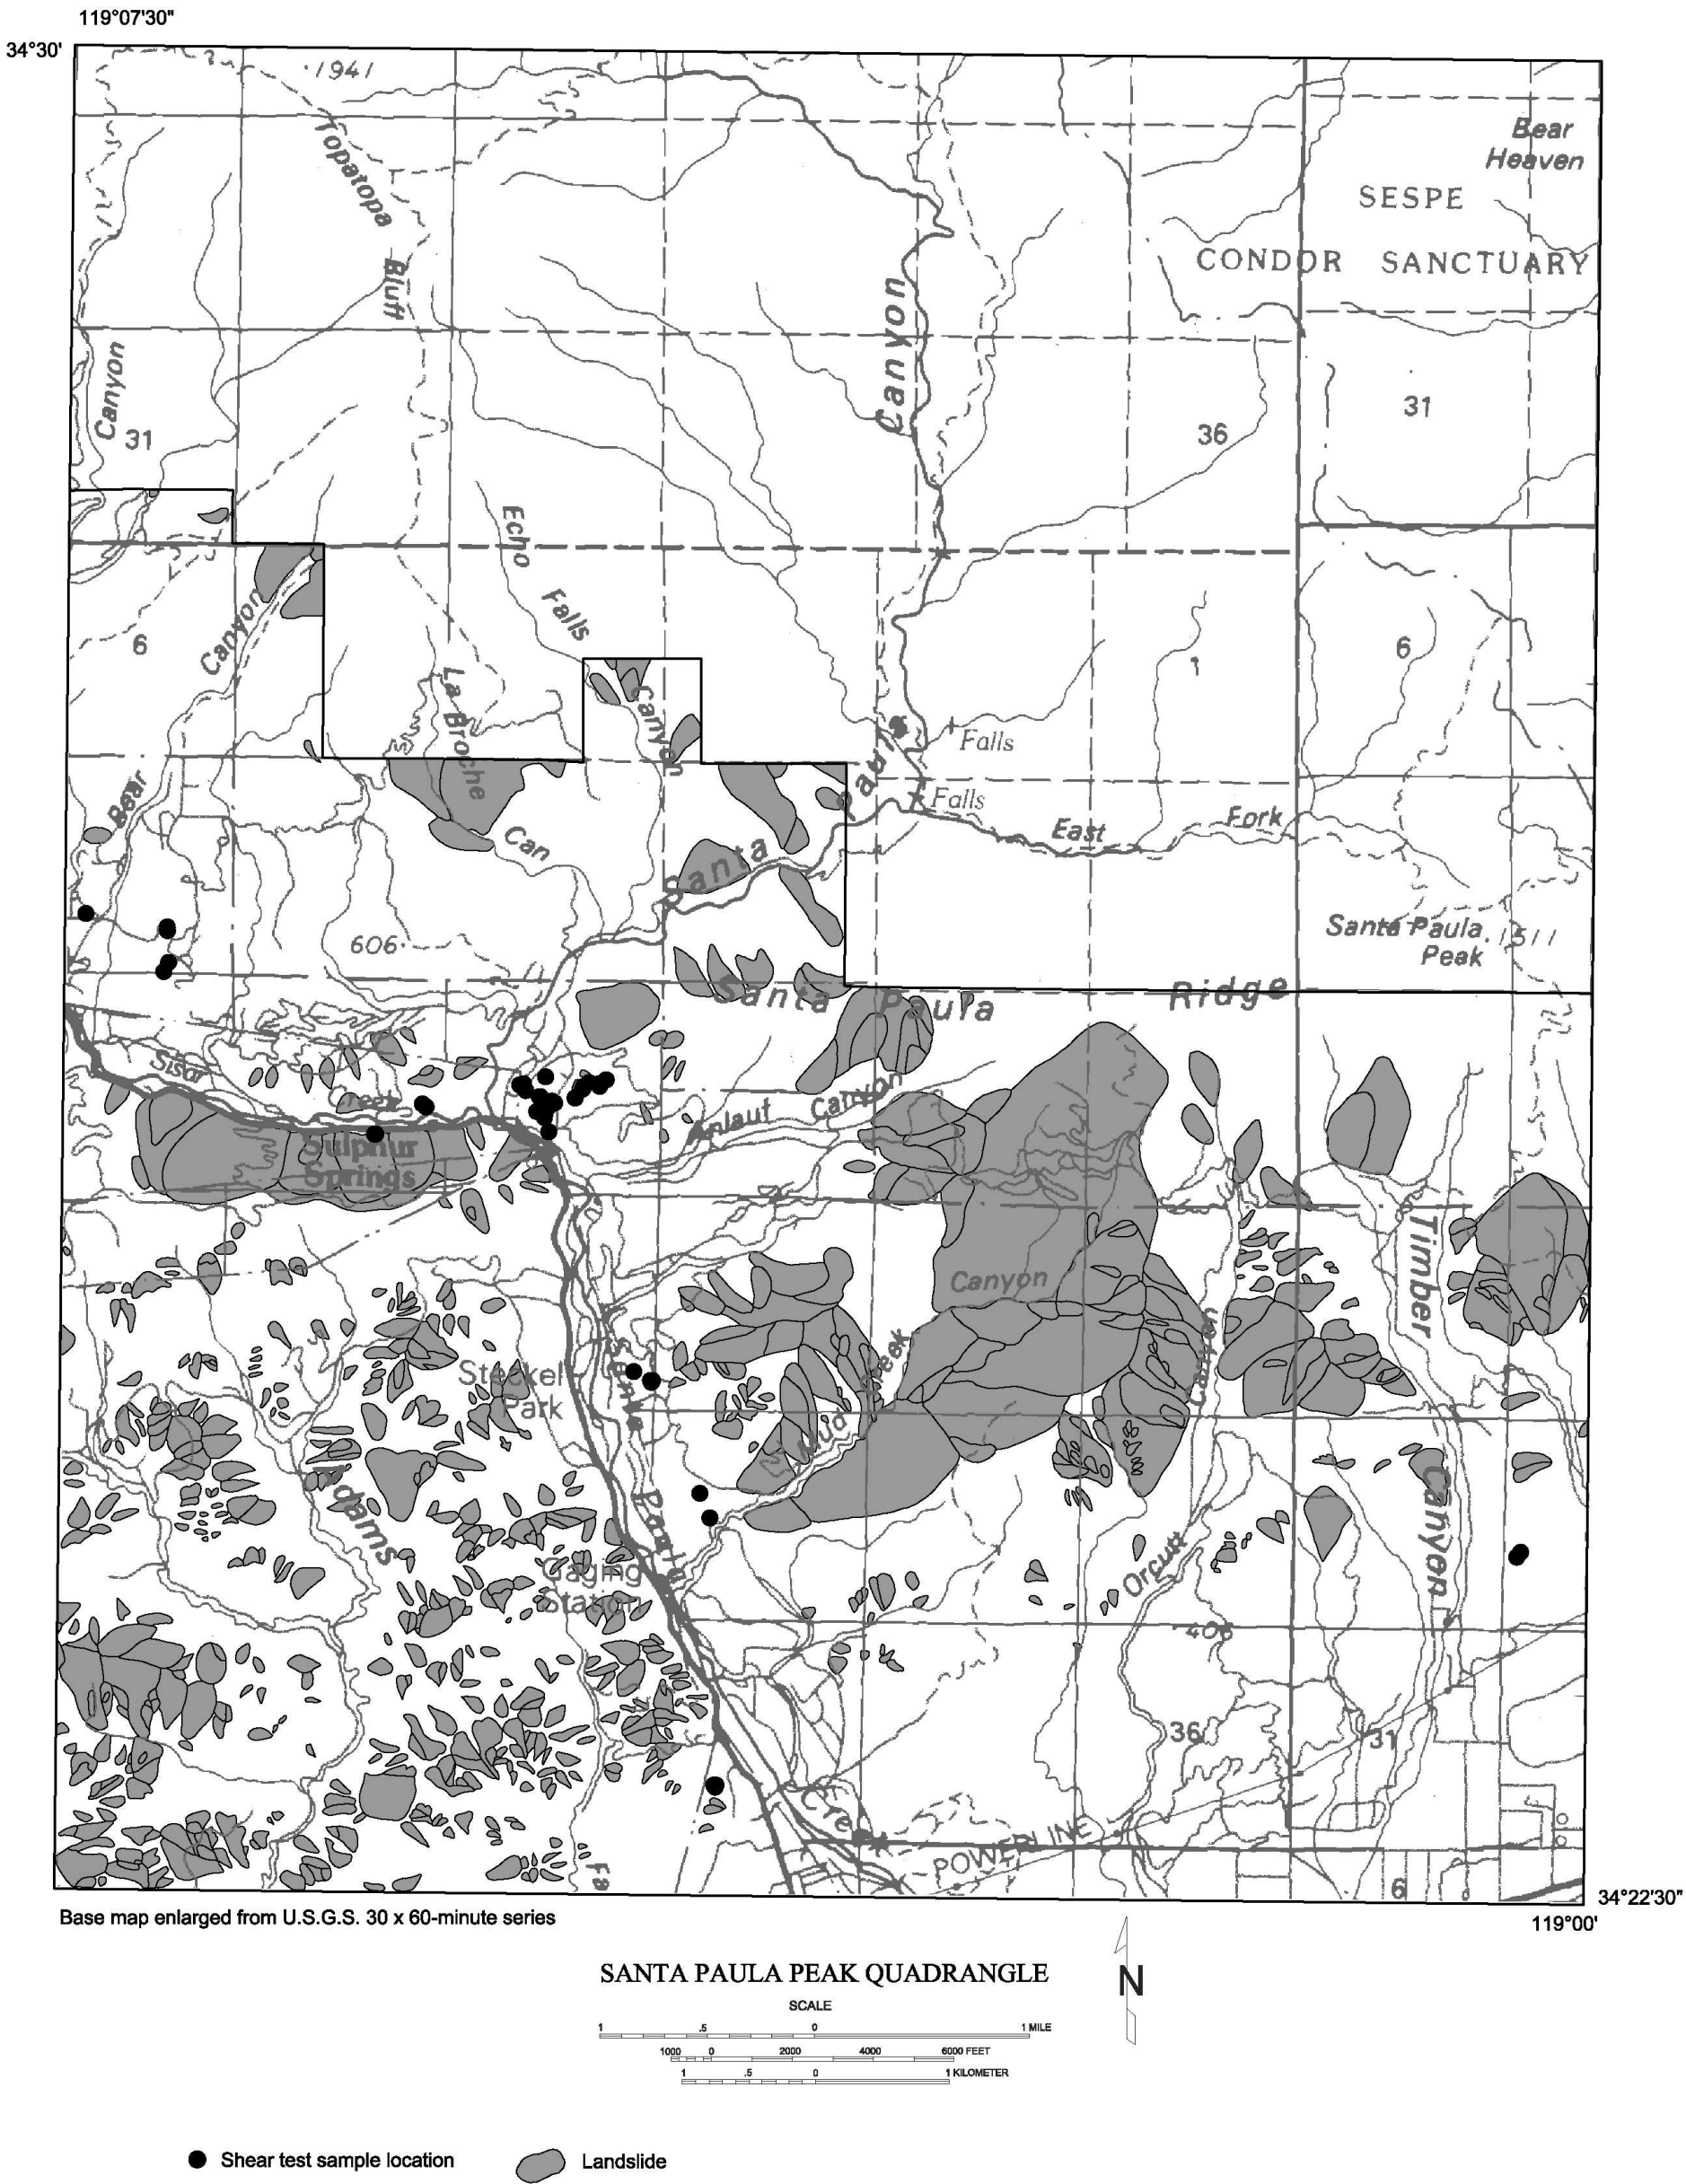 119°07'30"
34°30'
1941
Topatopa
Bluff
Bear
Heaven
SESPE
CONDOR SANCTUARY
Canyon
Canyon
31
36
31
Echo
Falls
Canyon
6
Canyon
Bear
La Broche
Can
1
6
Falls
Falls
Santa
Paula
East
Fork
606
Santa Paula
Peak
1511
Santa Paula Ridge
Sisar
Creek
Sulphur
Springs
Anlauf Canyon
Canyon
Timber
Canyon
Steckel
Park
Santa
Paula
Creek
Mud
Creek
Canyon
Orcutt
Adams
Gaging
Station
406
36
31
POWERLINE
Fa
6
34°22'30"
119°00'
Base map enlarged from U.S.G.S. 30 x 60-minute series
SANTA PAULA PEAK QUADRANGLE
N
SCALE
1 .5 0 1 MILE
1000 0 2000 4000 6000 FEET
1 .5 0 1 KILOMETER
Shear test sample location
Landslide